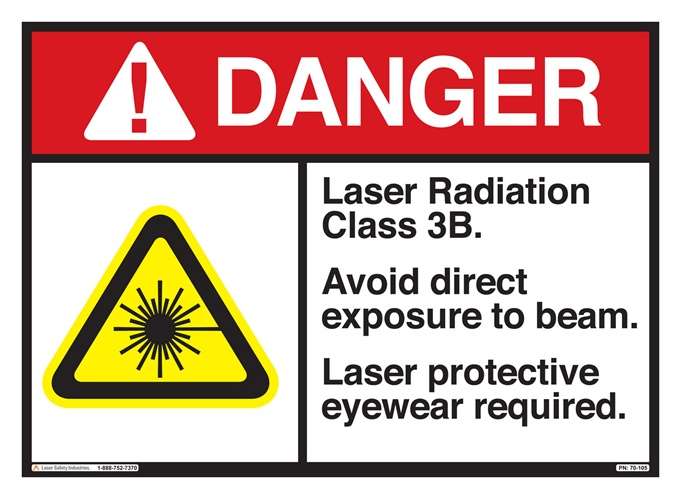 DANGER
Laser Radiation
Class 3B.
Avoid direct
exposure to beam.
Laser protective
eyewear required.
Laser Safety Industries. 1-888-752-7370
PN: 70-105